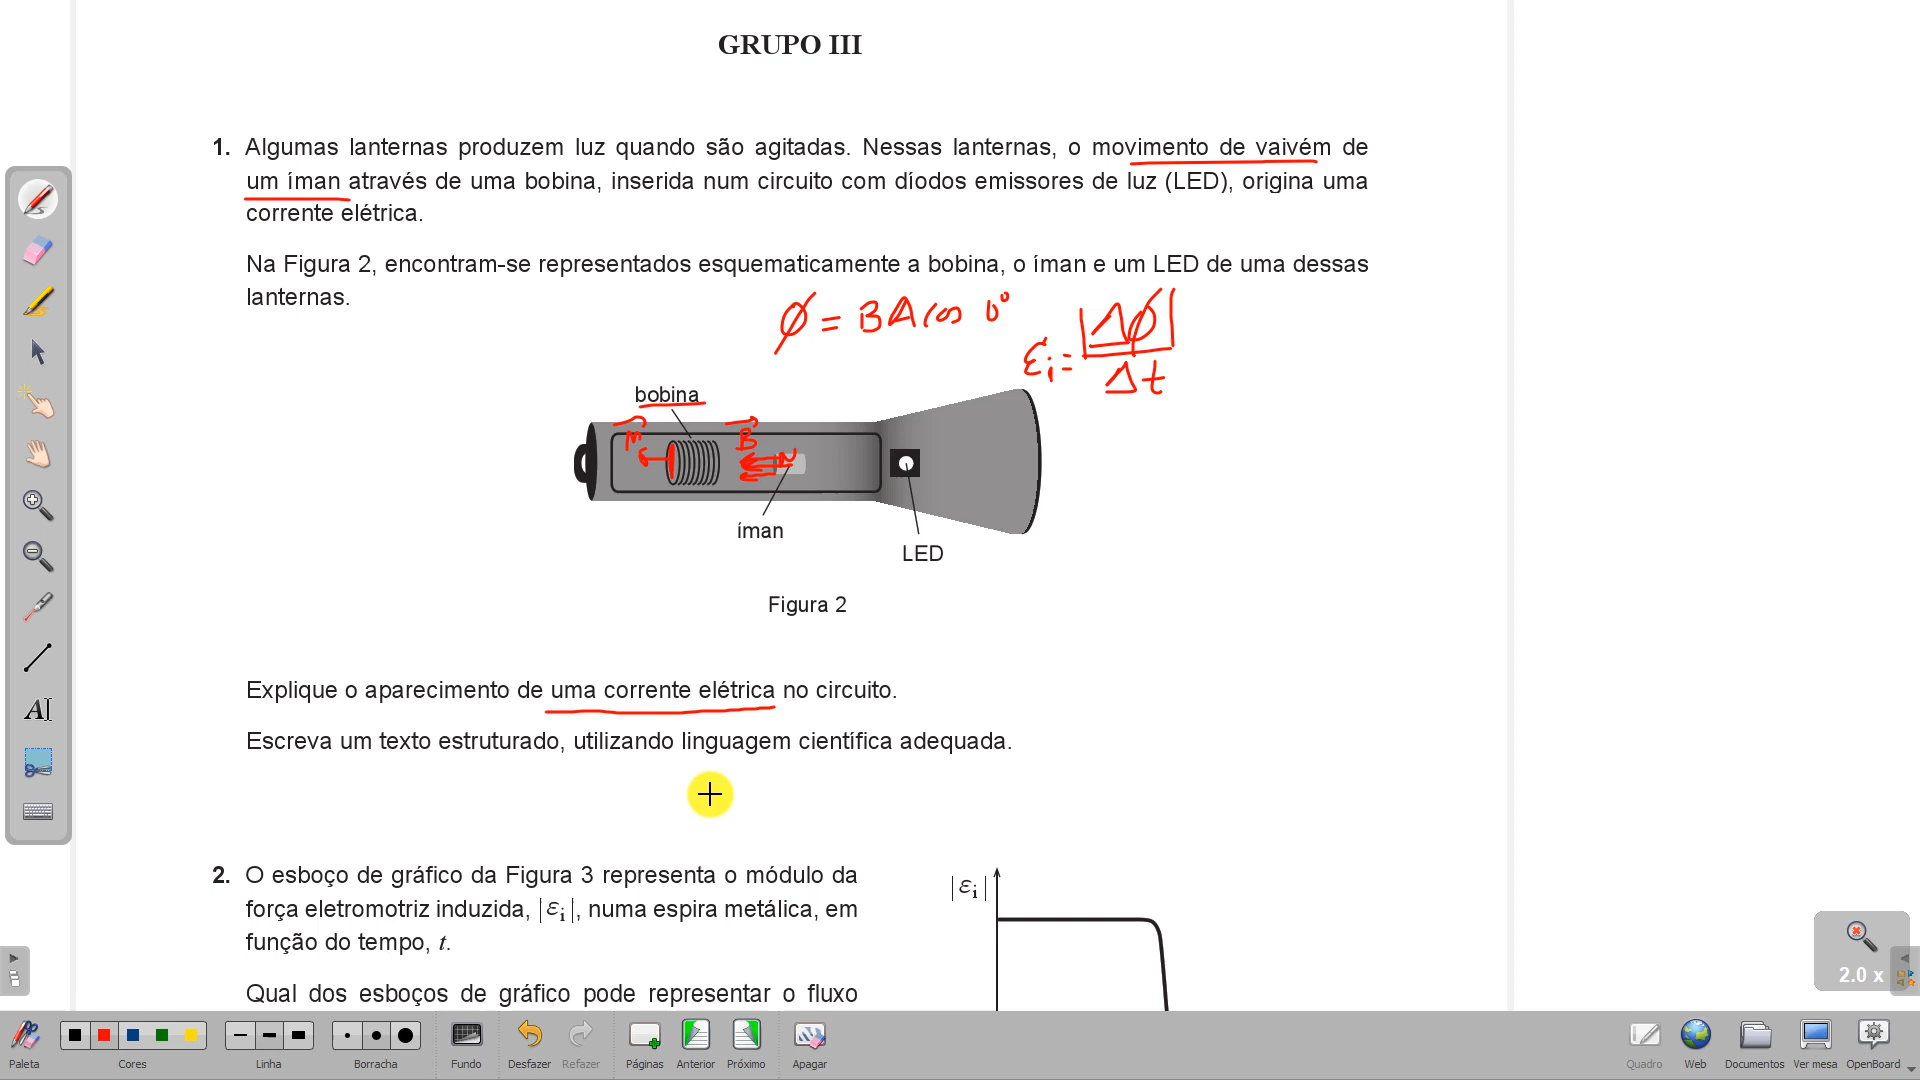 GRUPO III
1. Algumas lanternas produzem luz quando são agitadas. Nessas lanternas, o movimento de vaivém de
um íman através de uma bobina, inserida num circuito com díodos emissores de luz (LED), origina uma
corrente elétrica.
Na Figura 2, encontram-se representados esquematicamente a bobina, o íman e um LED de uma dessas
lanternas.
ϕ = BA cos 0°
εi = |Δϕ|
Δt
bobina
B
N
íman
LED
Figura 2
Explique o aparecimento de uma corrente elétrica no circuito.
Escreva um texto estruturado, utilizando linguagem científica adequada.
2. O esboço de gráfico da Figura 3 representa o módulo da
força eletromotriz induzida, |εi|, numa espira metálica, em
função do tempo, t.
Qual dos esboços de gráfico pode representar o fluxo
|εi|
2.0 x
Paleta
Cores
Linha
Borracha
Fundo
Desfazer
Refazer
Páginas
Anterior
Próximo
Apagar
Quadro
Web
Documentos
Ver mesa
OpenBoard